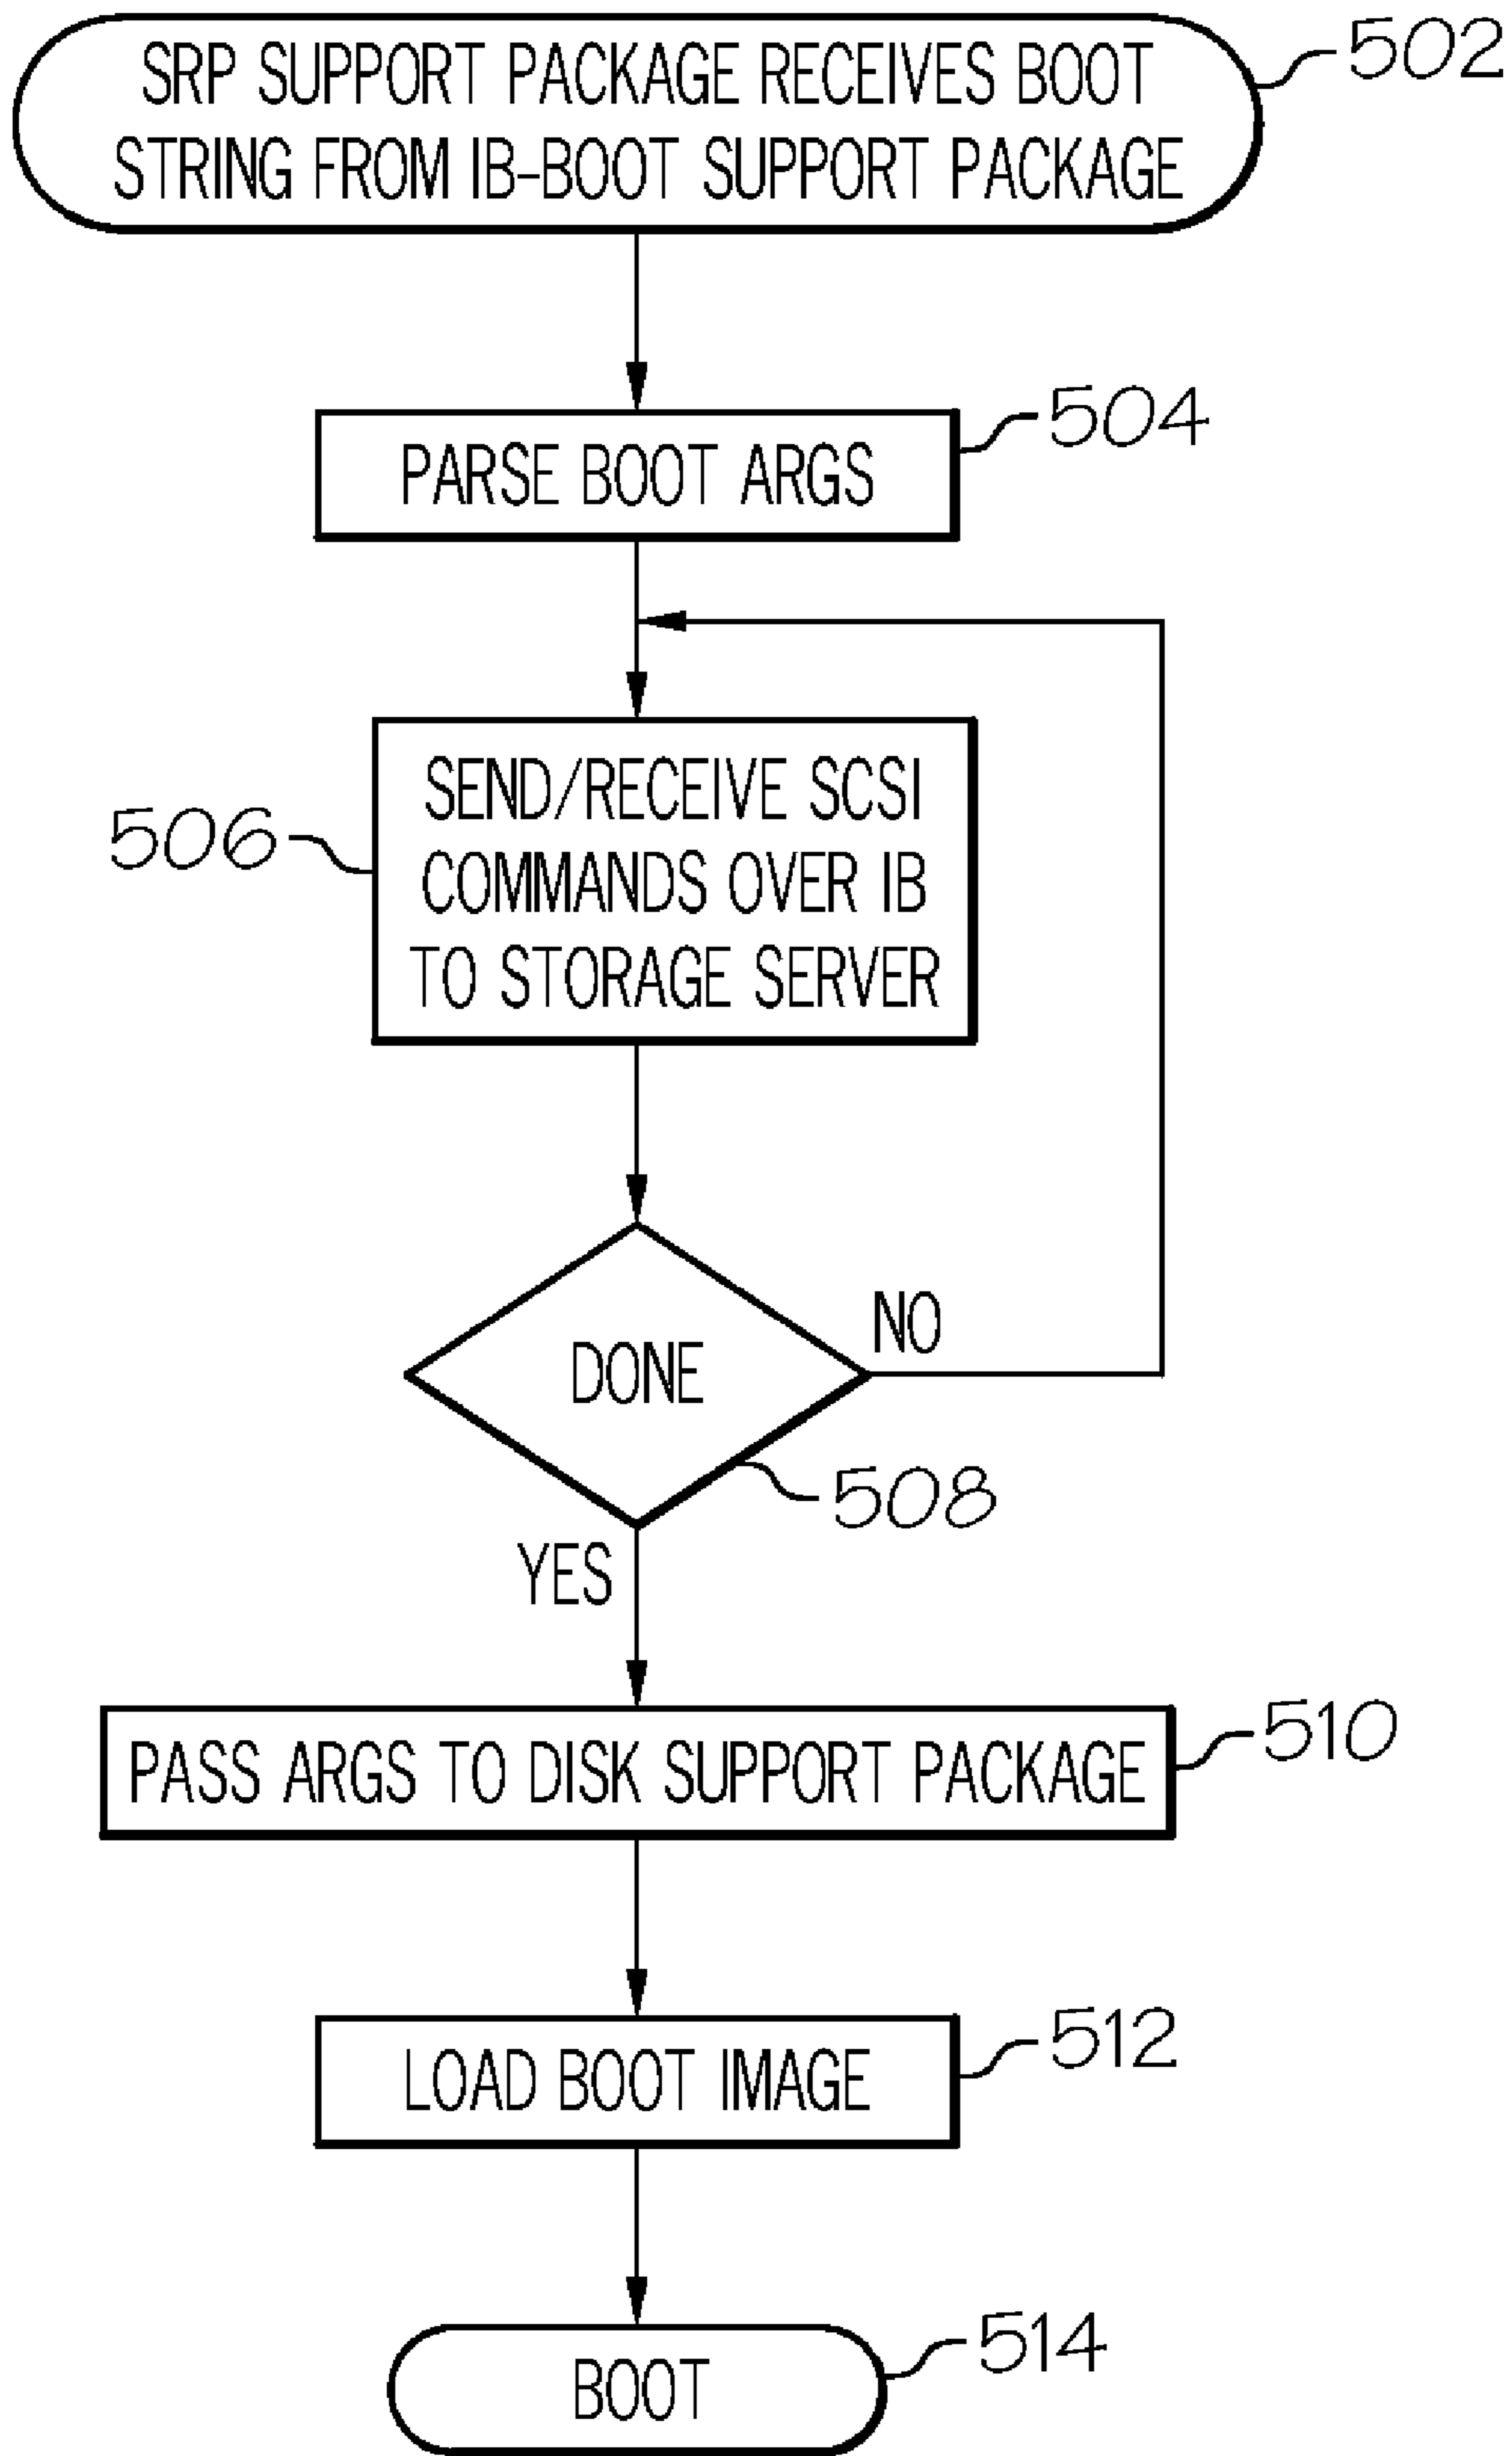 SRP SUPPORT PACKAGE RECEIVES BOOT
STRING FROM IB-BOOT SUPPORT PACKAGE
502
PARSE BOOT ARGS
504
SEND/RECEIVE SCSI
COMMANDS OVER IB
TO STORAGE SERVER
506
DONE
NO
508
YES
PASS ARGS TO DISK SUPPORT PACKAGE
510
LOAD BOOT IMAGE
512
BOOT
514